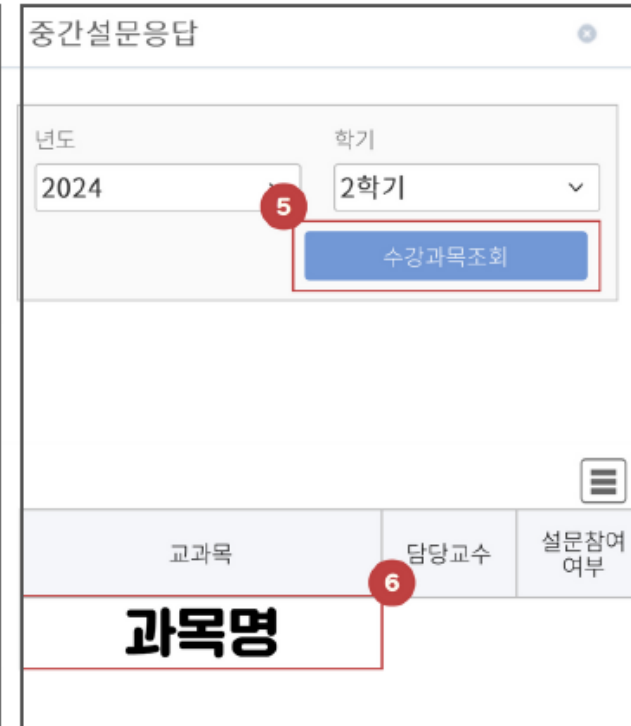 중간설문응답
년도 학기
2024 2학기
5
수강과목조회
교과목 담당교수 설문참여
여부
6
과목명